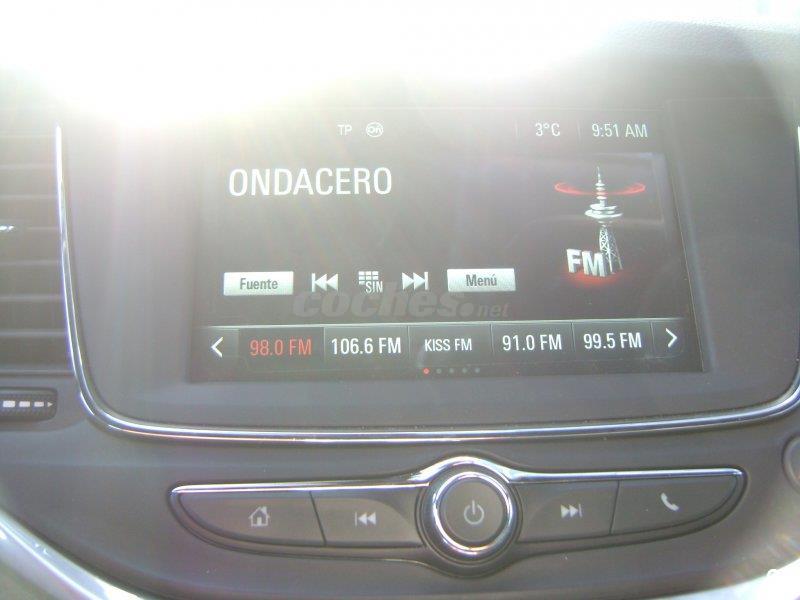 TP 3°C 9:51 AM
ONDACERO
FM
Fuente SIN Menú
coches.net
98.0 FM 106.6 FM KISS FM 91.0 FM 99.5 FM